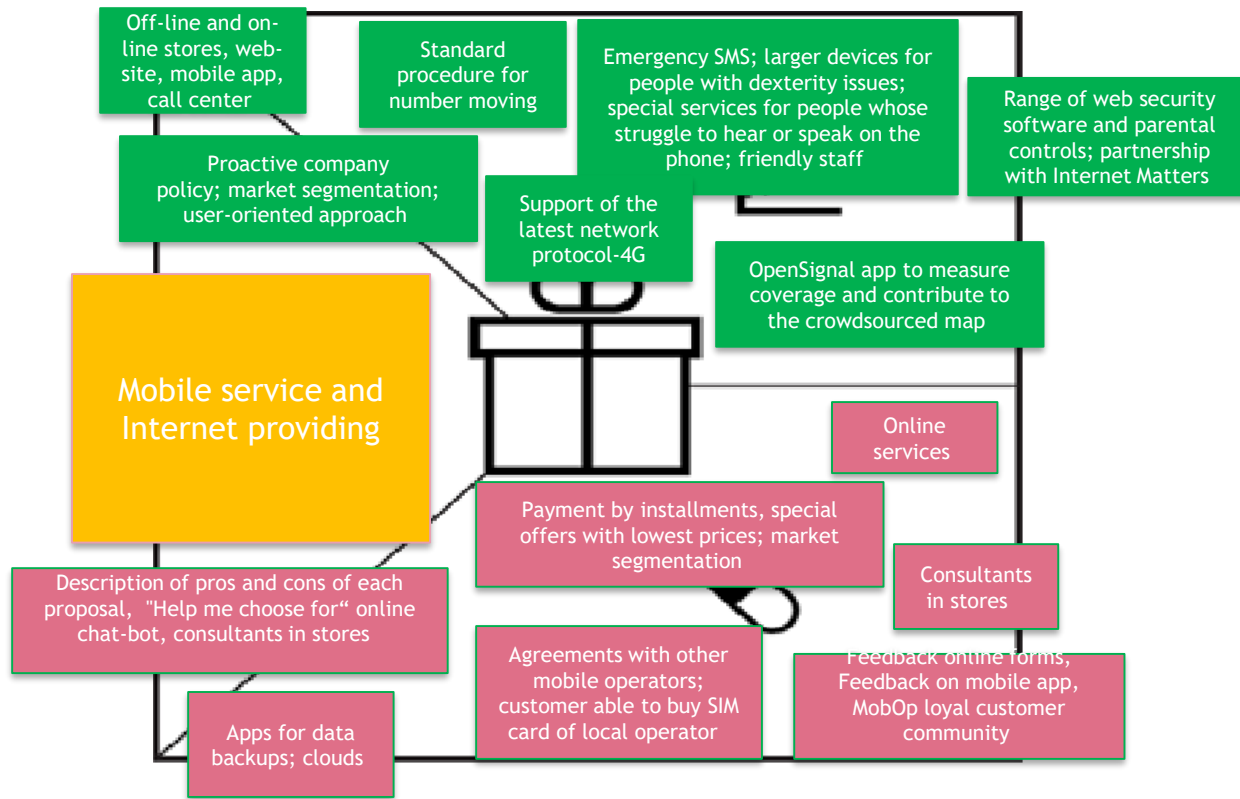 Off-line and on-
line stores, web-
site, mobile app,
call center
Standard
procedure for
number moving
Emergency SMS; larger devices for
people with dexterity issues;
special services for people whose
struggle to hear or speak on the
phone; friendly staff
Range of web security
software and parental
controls; partnership
with Internet Matters
Proactive company
policy; market segmentation;
user-oriented approach
Support of the
latest network
protocol-4G
OpenSignal app to measure
coverage and contribute to
the crowdsourced map
Mobile service and
Internet providing
Online
services
Payment by installments, special
offers with lowest prices; market
segmentation
Consultants
in stores
Description of pros and cons of each
proposal, "Help me choose for“ online
chat-bot, consultants in stores
Agreements with other
mobile operators;
customer able to buy SIM
card of local operator
Feedback online forms,
Feedback on mobile app,
MobOp loyal customer
community
Apps for data
backups; clouds